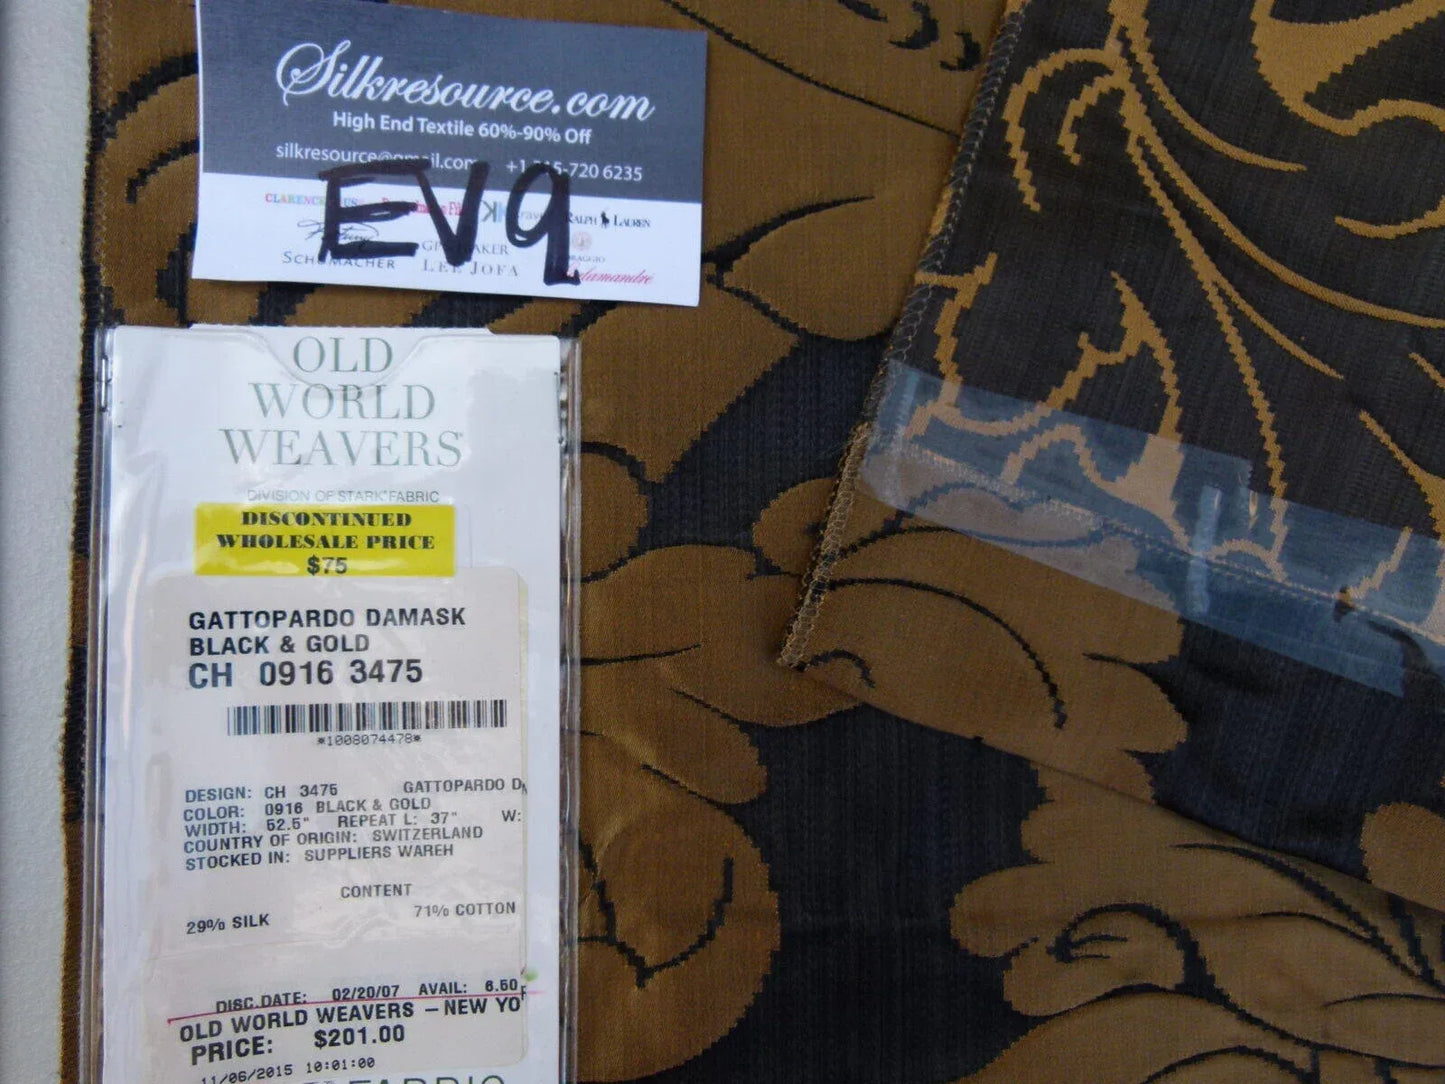 Silkresource.com
High End Textile 60%-90% Off
-720 6235
EV9
RALPH LAUREN
SCHUMACHER
LEE JOFA
OLD
WORLD
WEAVERS
DIVISION OF STARK FABRIC
DISCONTINUED
WHOLESALE PRICE
$75
GATTOPARDO DAMASK
BLACK & GOLD
CH 0916 3475
*1008074478*
DESIGN: CH 3475 GATTOPARDO
COLOR: 0916 BLACK & GOLD
WIDTH: 52.5" REPEAT L: 37" W:
COUNTRY OF ORIGIN: SWITZERLAND
STOCKED IN: SUPPLIERS WAREH
CONTENT
29% SILK 71% COTTON
DISC.DATE: 02/20/07 AVAIL: 6.50
OLD WORLD WEAVERS - NEW YO
PRICE: $201.00
11/06/2015 10:01:00